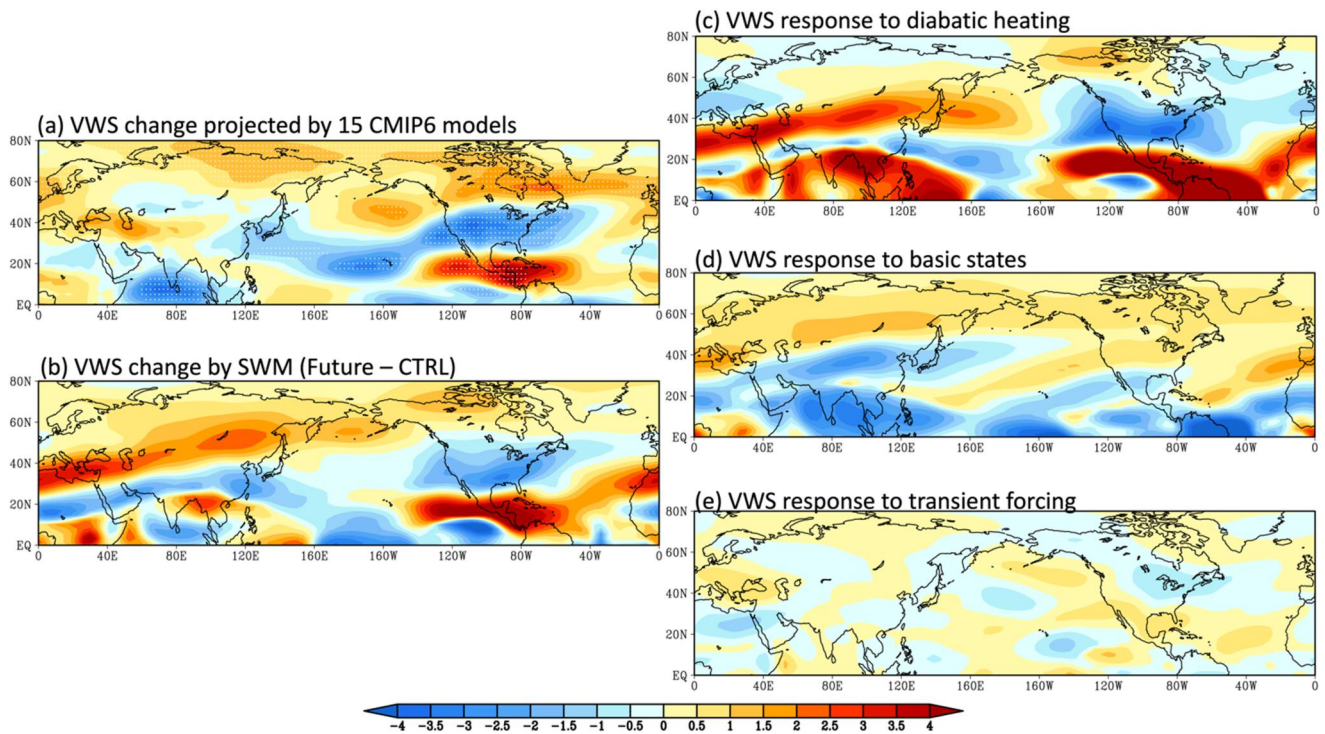 (a) VWS change projected by 15 CMIP6 models
80N
60N
40N
20N
EQ
0 40E 80E 120E 160E 160W 120W 80W 40W 0
(b) VWS change by SWM (Future – CTRL)
80N
60N
40N
20N
EQ
0 40E 80E 120E 160E 160W 120W 80W 40W 0
(c) VWS response to diabatic heating
80N
60N
40N
20N
EQ
0 40E 80E 120E 160E 160W 120W 80W 40W 0
(d) VWS response to basic states
80N
60N
40N
20N
EQ
0 40E 80E 120E 160E 160W 120W 80W 40W 0
(e) VWS response to transient forcing
80N
60N
40N
20N
EQ
0 40E 80E 120E 160E 160W 120W 80W 40W 0
-4 -3.5 -3 -2.5 -2 -1.5 -1 -0.5 0 0.5 1 1.5 2 2.5 3 3.5 4